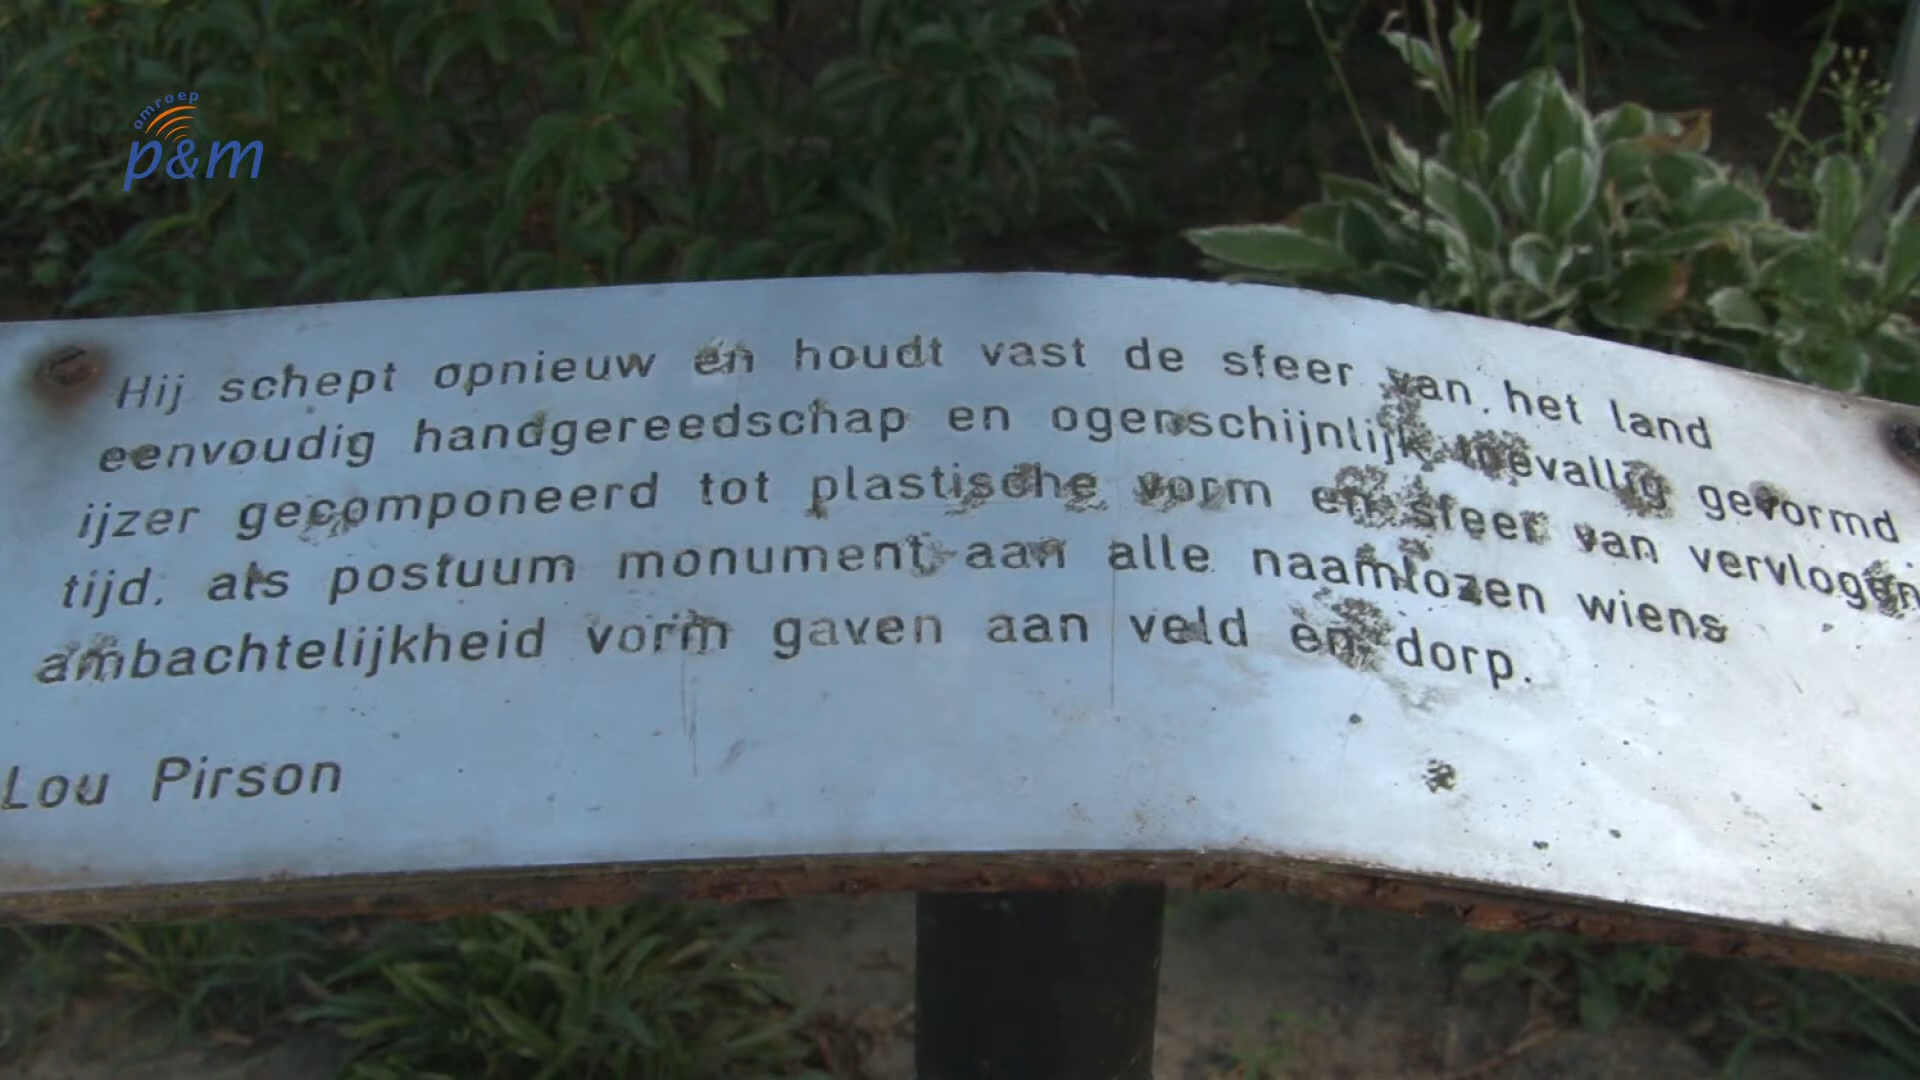 omroep
p&m
Hij schept opnieuw en houdt vast de sfeer van het land
eenvoudig handgereedschap en ogenschijnlijk toevallig gevormd
ijzer gecomponeerd tot plastische vorm en sfeer van vervlogen
tijd, als postuum monument aan alle naamlozen wiens
ambachtelijkheid vorm gaven aan veld en dorp.
Lou Pirson